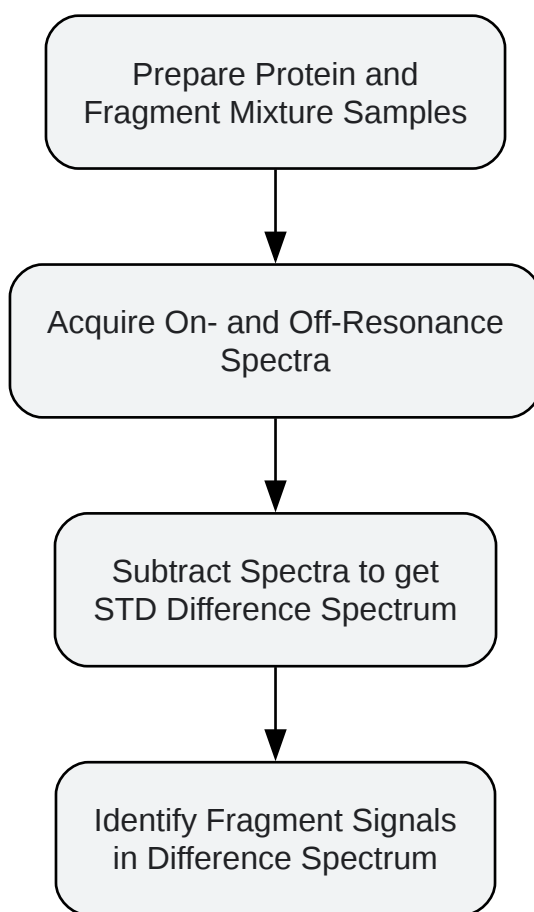 Prepare Protein and
Fragment Mixture Samples
Acquire On- and Off-Resonance
Spectra
Subtract Spectra to get
STD Difference Spectrum
Identify Fragment Signals
in Difference Spectrum